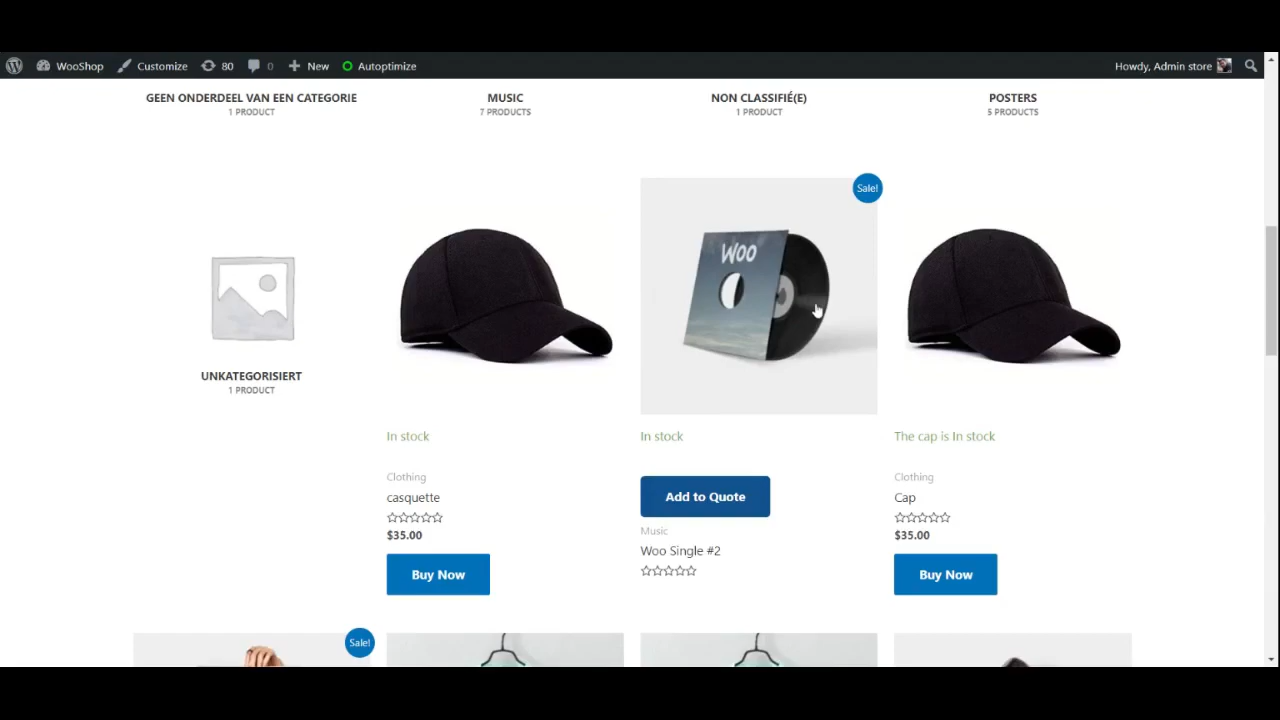 WooShop
Customize
80
0
New
Autoptimize
Howdy, Admin store
GEEN ONDERDEEL VAN EEN CATEGORIE
1 PRODUCT
MUSIC
7 PRODUCTS
NON CLASSIFIÉ(E)
1 PRODUCT
POSTERS
5 PRODUCTS
UNKATEGORISIERT
1 PRODUCT
In stock
Clothing
casquette
$35.00
Buy Now
Sale!
WOO
In stock
Add to Quote
Music
Woo Single #2
The cap is In stock
Clothing
Cap
$35.00
Buy Now
Sale!